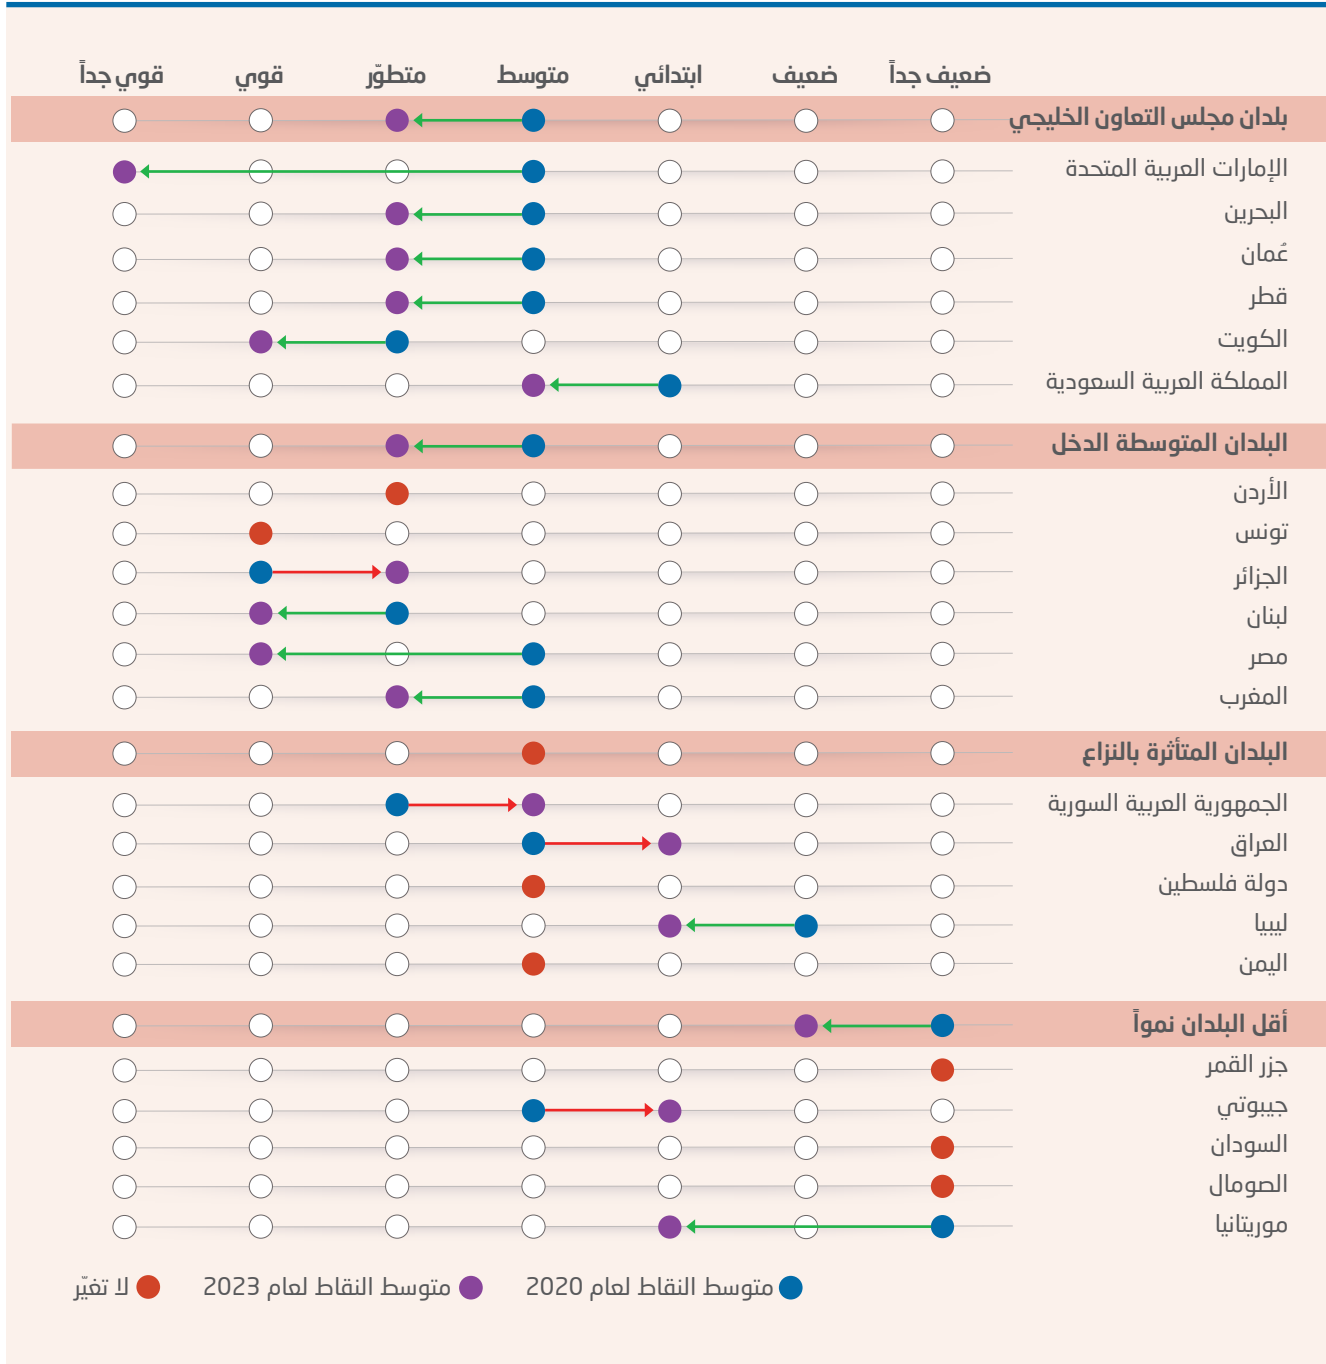 ضعيف جداً ضعيف ابتدائي متوسط متطوّر قوي قوي جداً
بلدان مجلس التعاون الخليجي
الإمارات العربية المتحدة
البحرين
عُمان
قطر
الكويت
المملكة العربية السعودية
البلدان المتوسطة الدخل
الأردن
تونس
الجزائر
لبنان
مصر
المغرب
البلدان المتأثرة بالنزاع
الجمهورية العربية السورية
العراق
دولة فلسطين
ليبيا
اليمن
أقل البلدان نمواً
جزر القمر
جيبوتي
السودان
الصومال
موريتانيا
متوسط النقاط لعام 2020 متوسط النقاط لعام 2023 لا تغيّر